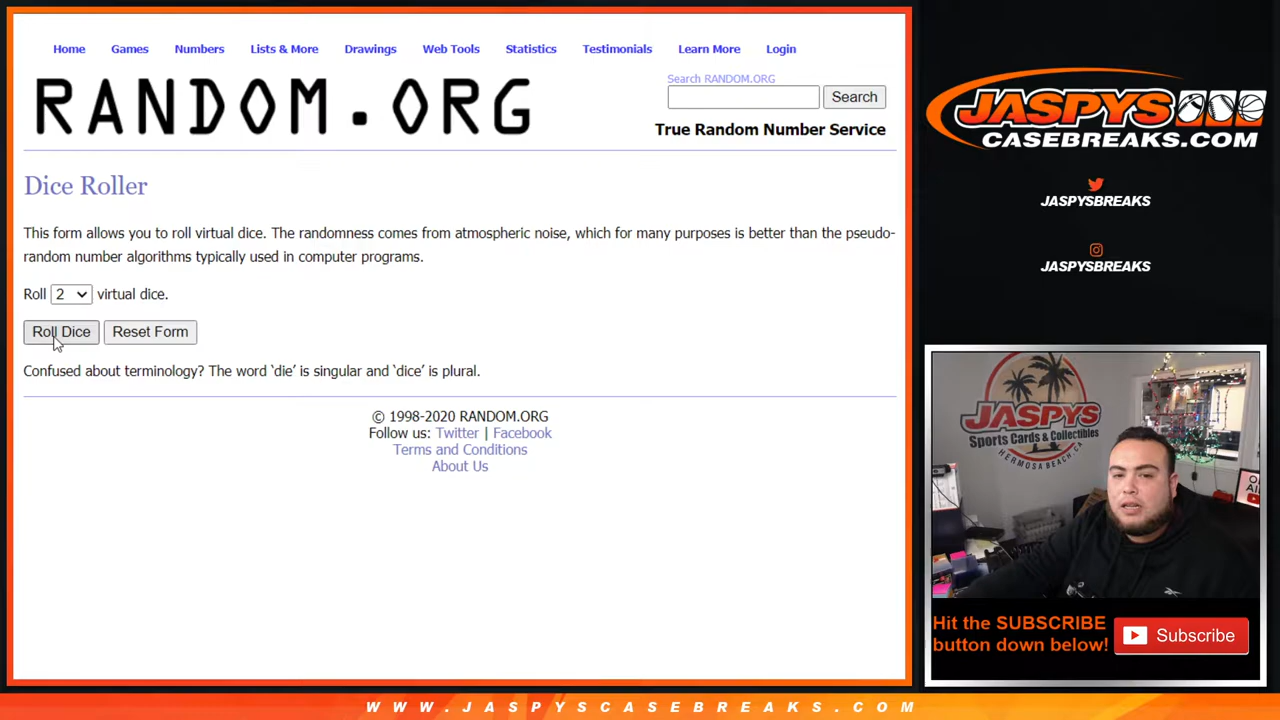 Home Games Numbers Lists & More Drawings Web Tools Statistics Testimonials Learn More Login
RANDOM.ORG
Search RANDOM.ORG
Search
True Random Number Service
Dice Roller
This form allows you to roll virtual dice. The randomness comes from atmospheric noise, which for many purposes is better than the pseudo-
random number algorithms typically used in computer programs.
Roll 2 virtual dice.
Roll Dice Reset Form
Confused about terminology? The word ‘die’ is singular and ‘dice’ is plural.
© 1998-2020 RANDOM.ORG
Follow us: Twitter | Facebook
Terms and Conditions
About Us
JASPYS
CASEBREAKS.COM
JASPYSBREAKS
JASPYSBREAKS
JASPYS
Sports Cards & Collectibles
HERMOSA BEACH, CA
Hit the SUBSCRIBE
button down below!
Subscribe
WWW.JASPYSCASEBREAKS.COM